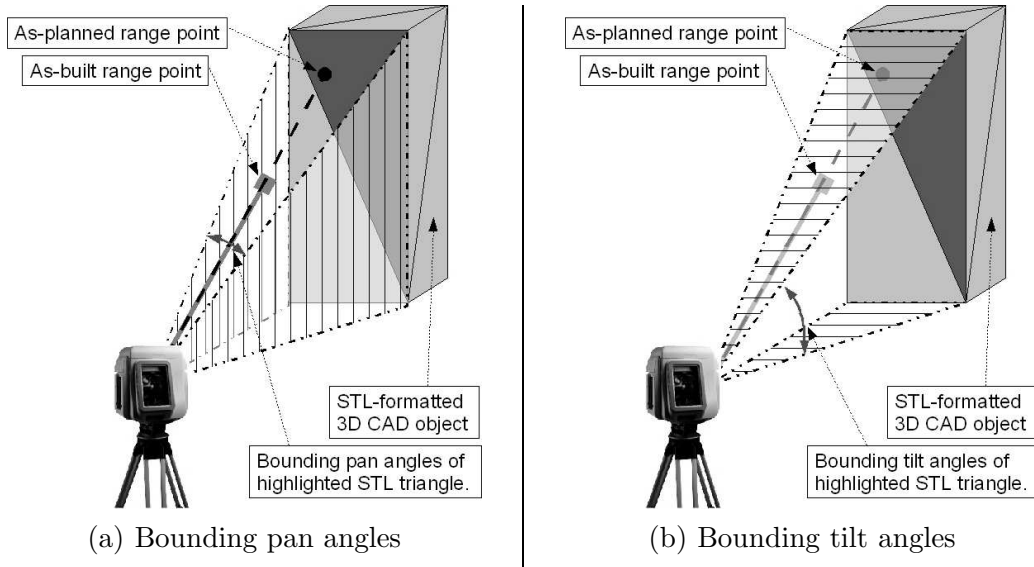 As-planned range point
As-built range point
STL-formatted
3D CAD object
Bounding pan angles of
highlighted STL triangle.
(a) Bounding pan angles
As-planned range point
As-built range point
STL-formatted
3D CAD object
Bounding tilt angles of
highlighted STL triangle.
(b) Bounding tilt angles